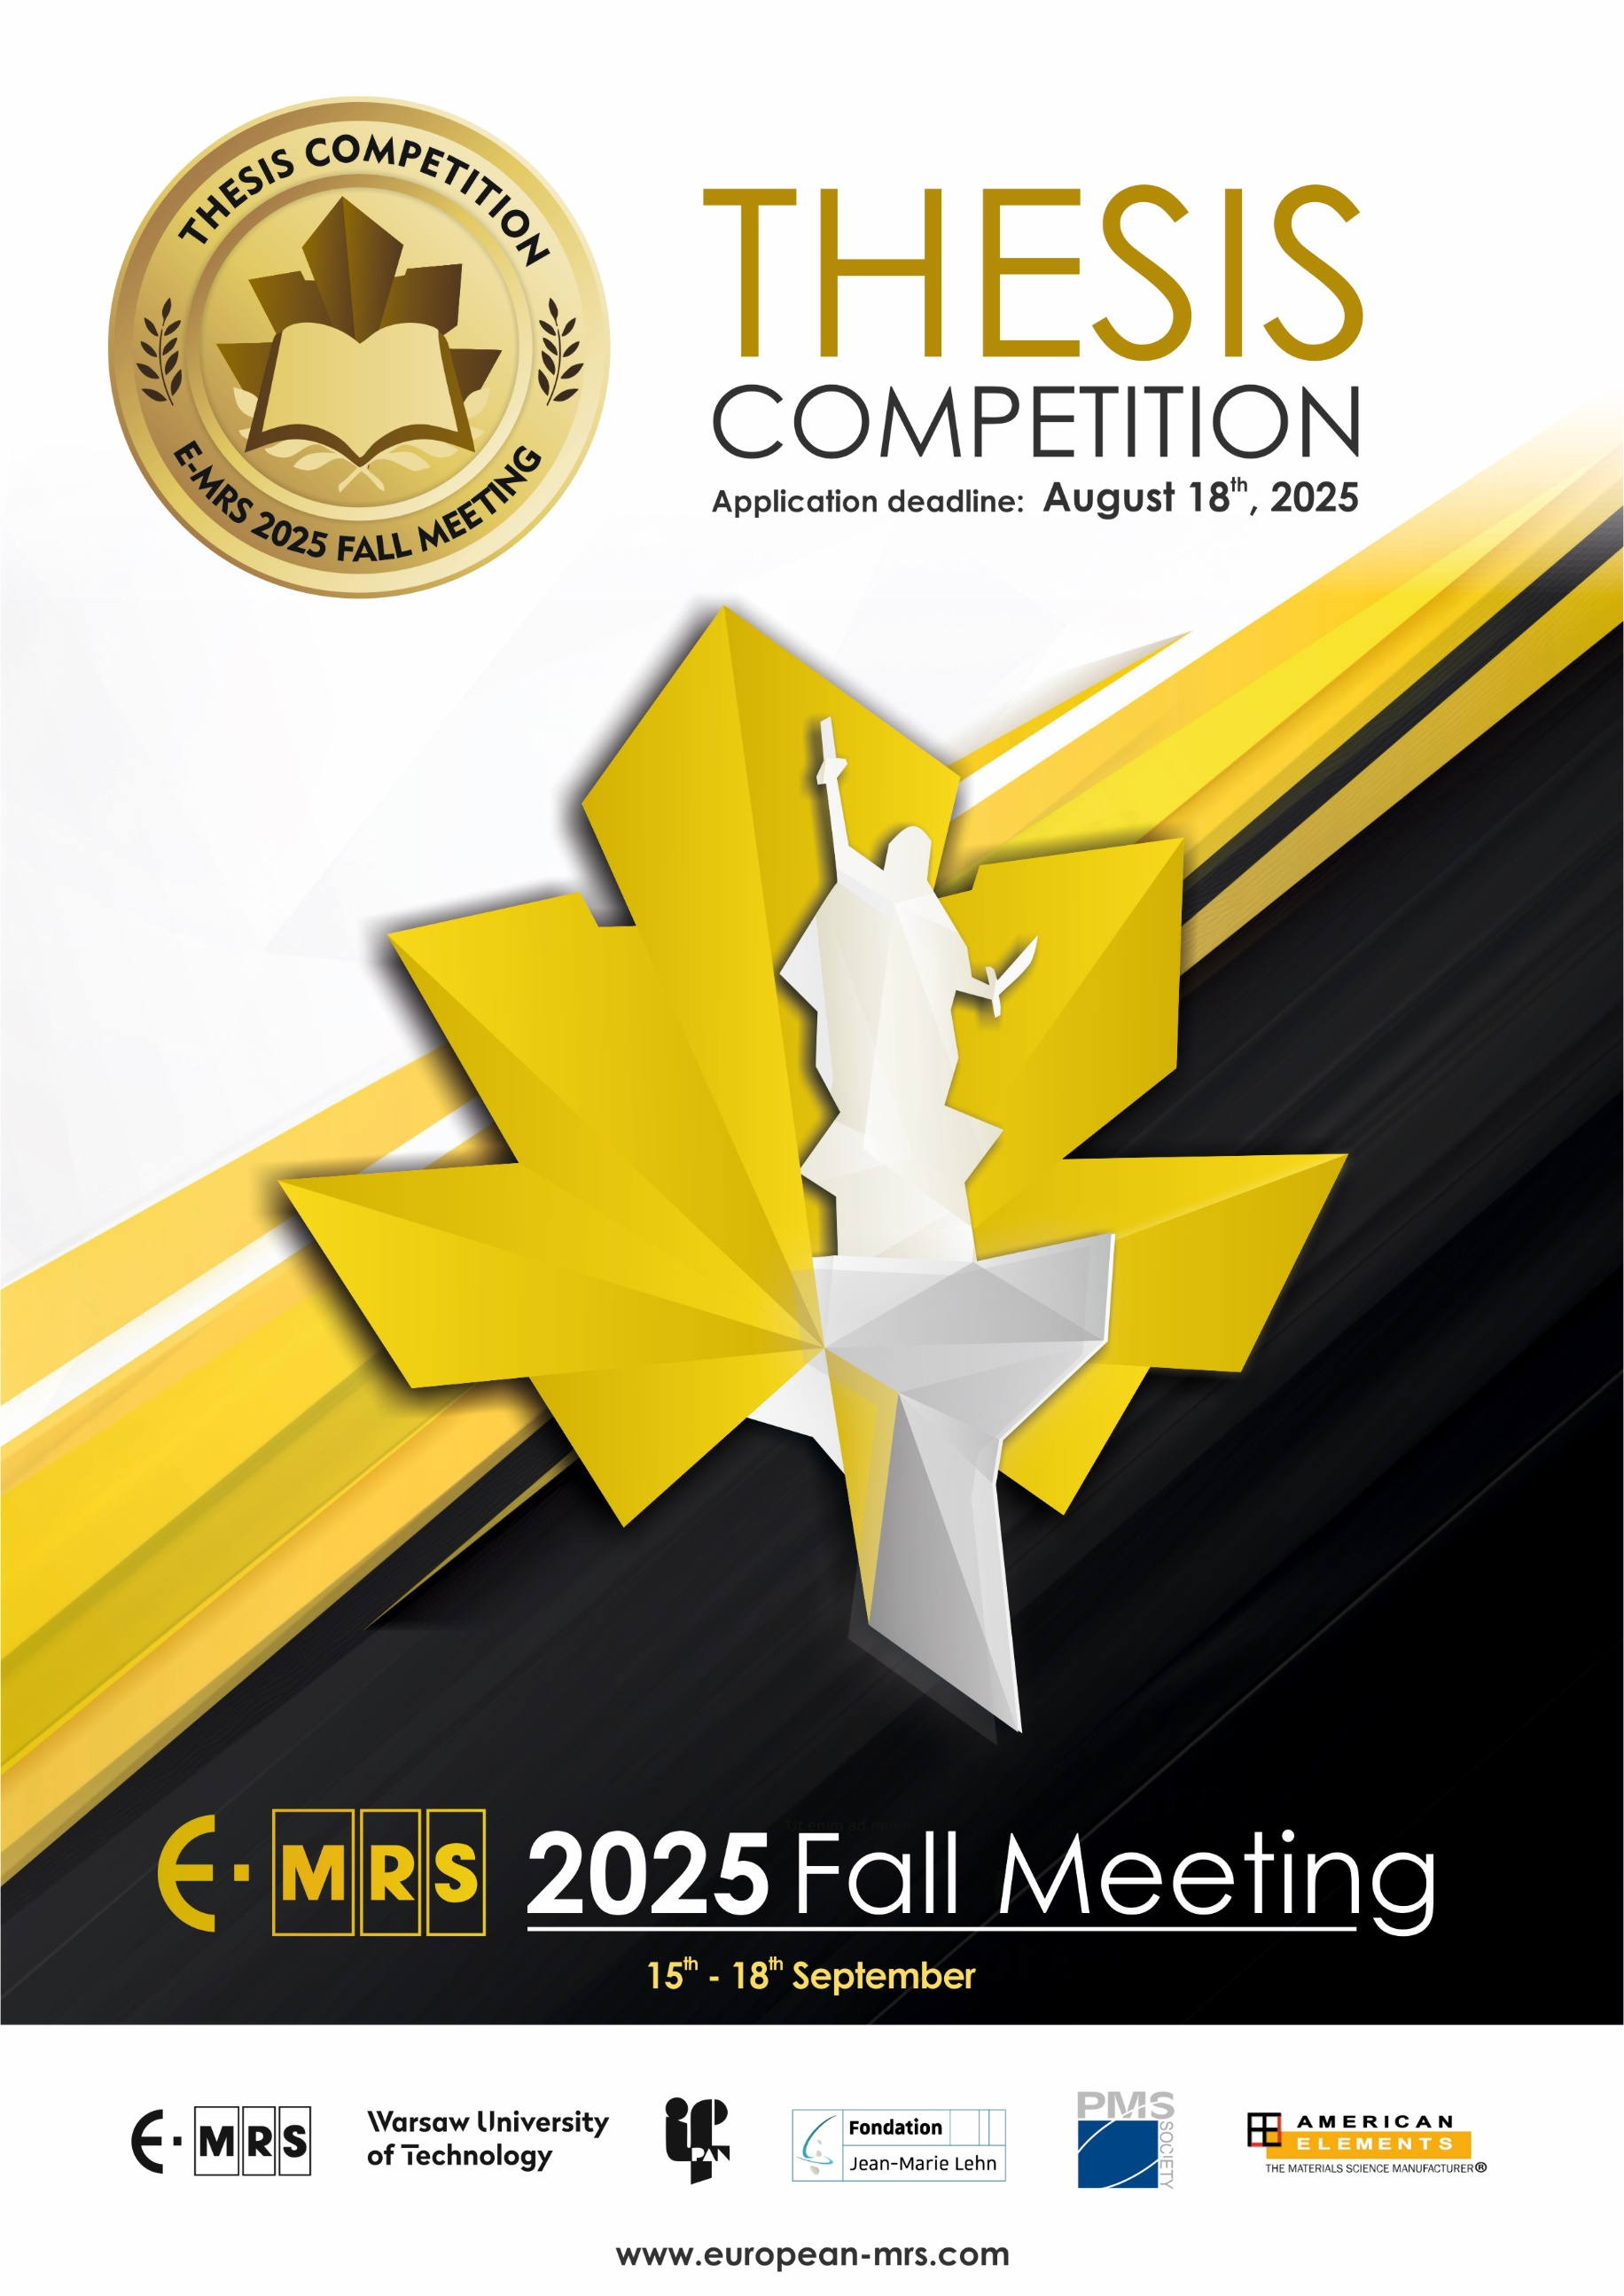 THESIS COMPETITION
E-MRS 2025 FALL MEETING
THESIS
COMPETITION
Application deadline: August 18th, 2025
E-MRS 2025 Fall Meeting
15th - 18th September
E-MRS
Warsaw University
of Technology
if PAN
Fondation
Jean-Marie Lehn
PMS
SOCIETY
AMERICAN
ELEMENTS
THE MATERIALS SCIENCE MANUFACTURER®
www.european-mrs.com